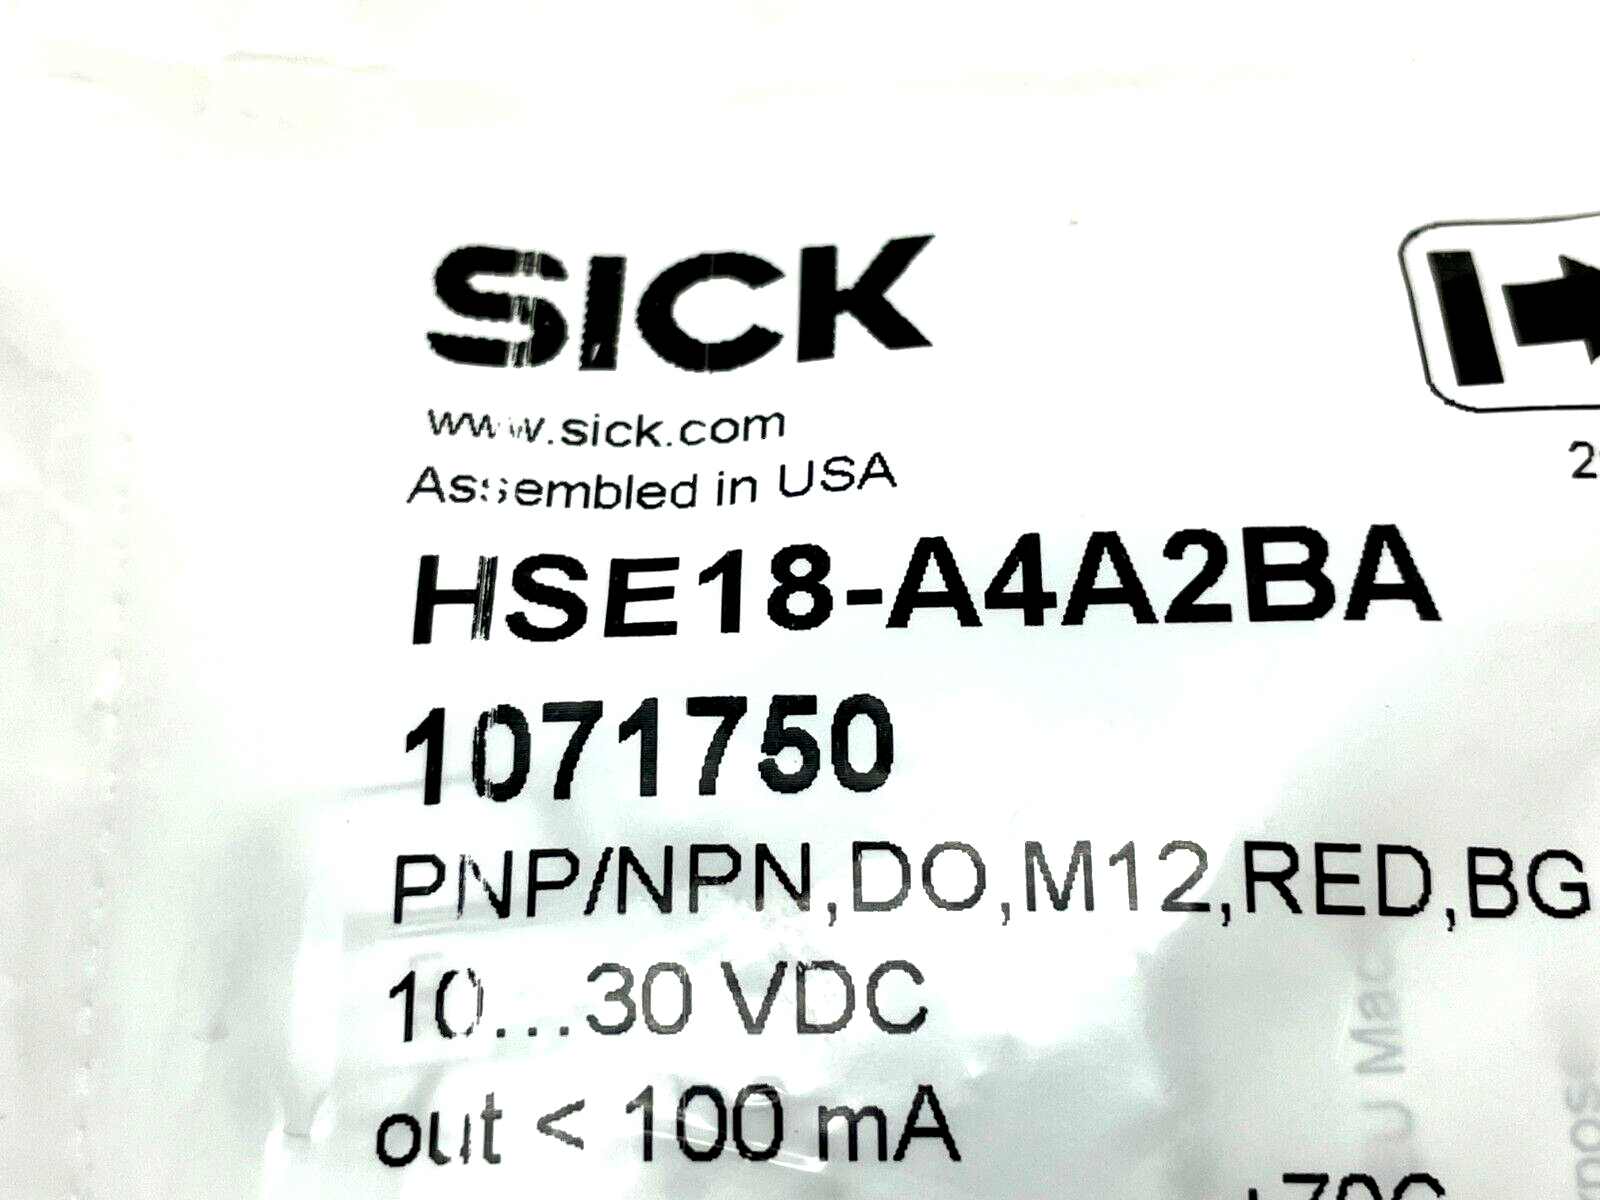 SICK
www.sick.com
Assembled in USA
HSE18-A4A2BA
1071750
PNP/NPN,DO,M12,RED,BG
10...30 VDC
out < 100 mA